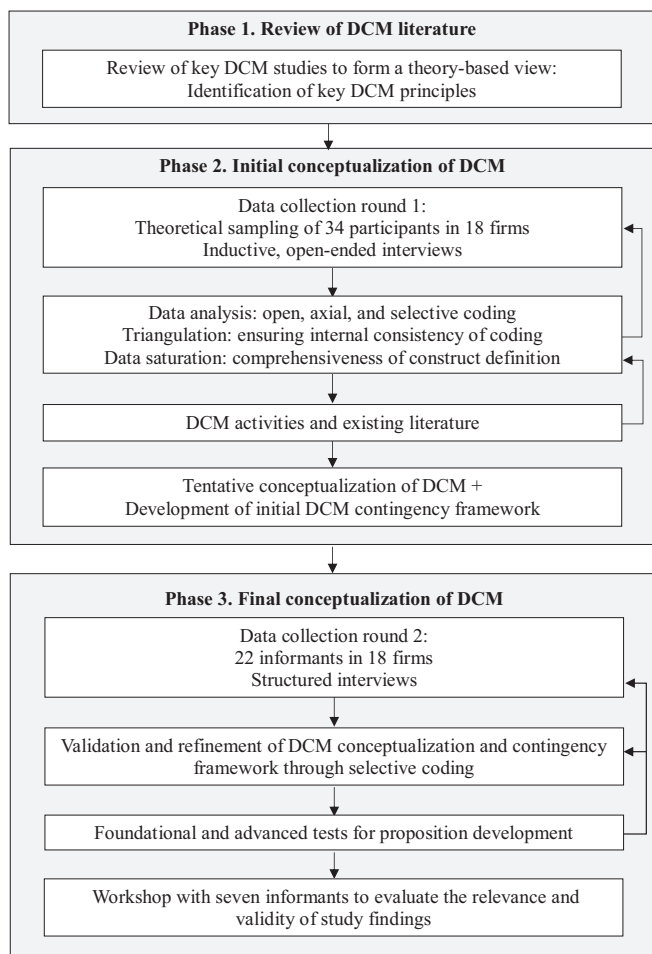 Phase 1. Review of DCM literature
Review of key DCM studies to form a theory-based view:
Identification of key DCM principles
Phase 2. Initial conceptualization of DCM
Data collection round 1:
Theoretical sampling of 34 participants in 18 firms
Inductive, open-ended interviews
Data analysis: open, axial, and selective coding
Triangulation: ensuring internal consistency of coding
Data saturation: comprehensiveness of construct definition
DCM activities and existing literature
Tentative conceptualization of DCM +
Development of initial DCM contingency framework
Phase 3. Final conceptualization of DCM
Data collection round 2:
22 informants in 18 firms
Structured interviews
Validation and refinement of DCM conceptualization and contingency
framework through selective coding
Foundational and advanced tests for proposition development
Workshop with seven informants to evaluate the relevance and
validity of study findings